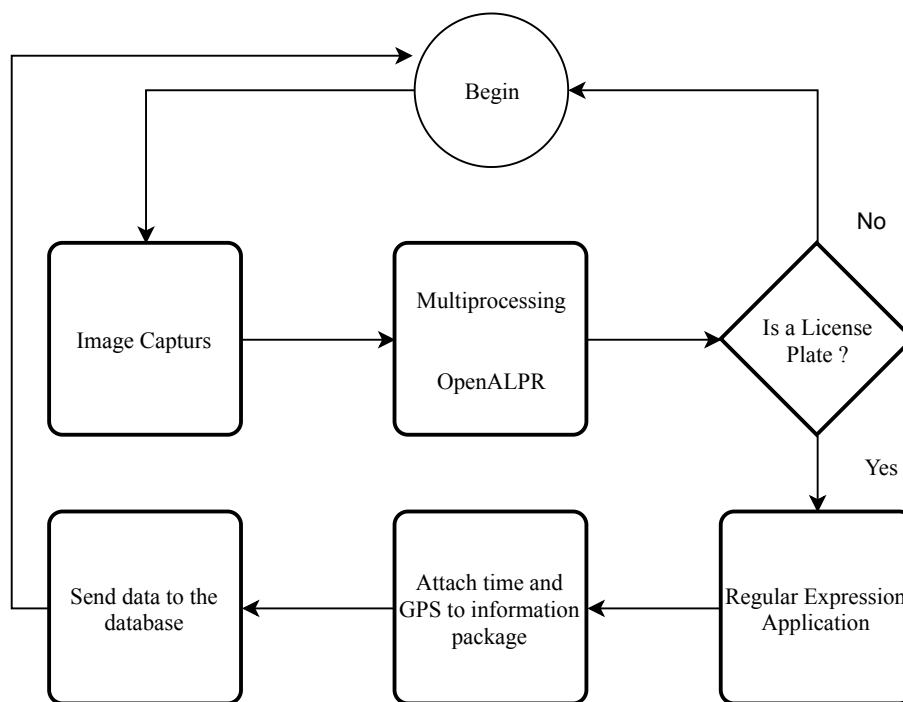 Begin
No
Image Capturs
Multiprocessing
OpenALPR
Is a License
Plate ?
Yes
Send data to the
database
Attach time and
GPS to information
package
Regular Expression
Application